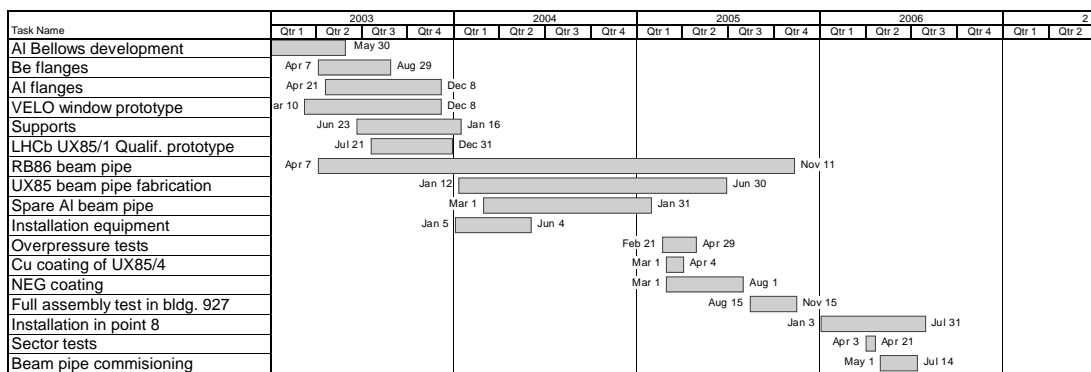 2003 2004 2005 2006 2
Task Name Qtr 1 Qtr 2 Qtr 3 Qtr 4 Qtr 1 Qtr 2 Qtr 3 Qtr 4 Qtr 1 Qtr 2 Qtr 3 Qtr 4 Qtr 1 Qtr 2 Qtr 3 Qtr 4 Qtr 1 Qtr 2
Al Bellows development May 30
Be flanges Apr 7 Aug 29
Al flanges Apr 21 Dec 8
VELO window prototype ar 10 Dec 8
Supports Jun 23 Jan 16
LHCb UX85/1 Qualif. prototype Jul 21 Dec 31
RB86 beam pipe Apr 7 Nov 11
UX85 beam pipe fabrication Jan 12 Jun 30
Spare Al beam pipe Mar 1 Jan 31
Installation equipment Jan 5 Jun 4
Overpressure tests Feb 21 Apr 29
Cu coating of UX85/4 Mar 1 Apr 4
NEG coating Mar 1 Aug 1
Full assembly test in bldg. 927 Aug 15 Nov 15
Installation in point 8 Jan 3 Jul 31
Sector tests Apr 3 Apr 21
Beam pipe commisioning May 1 Jul 14